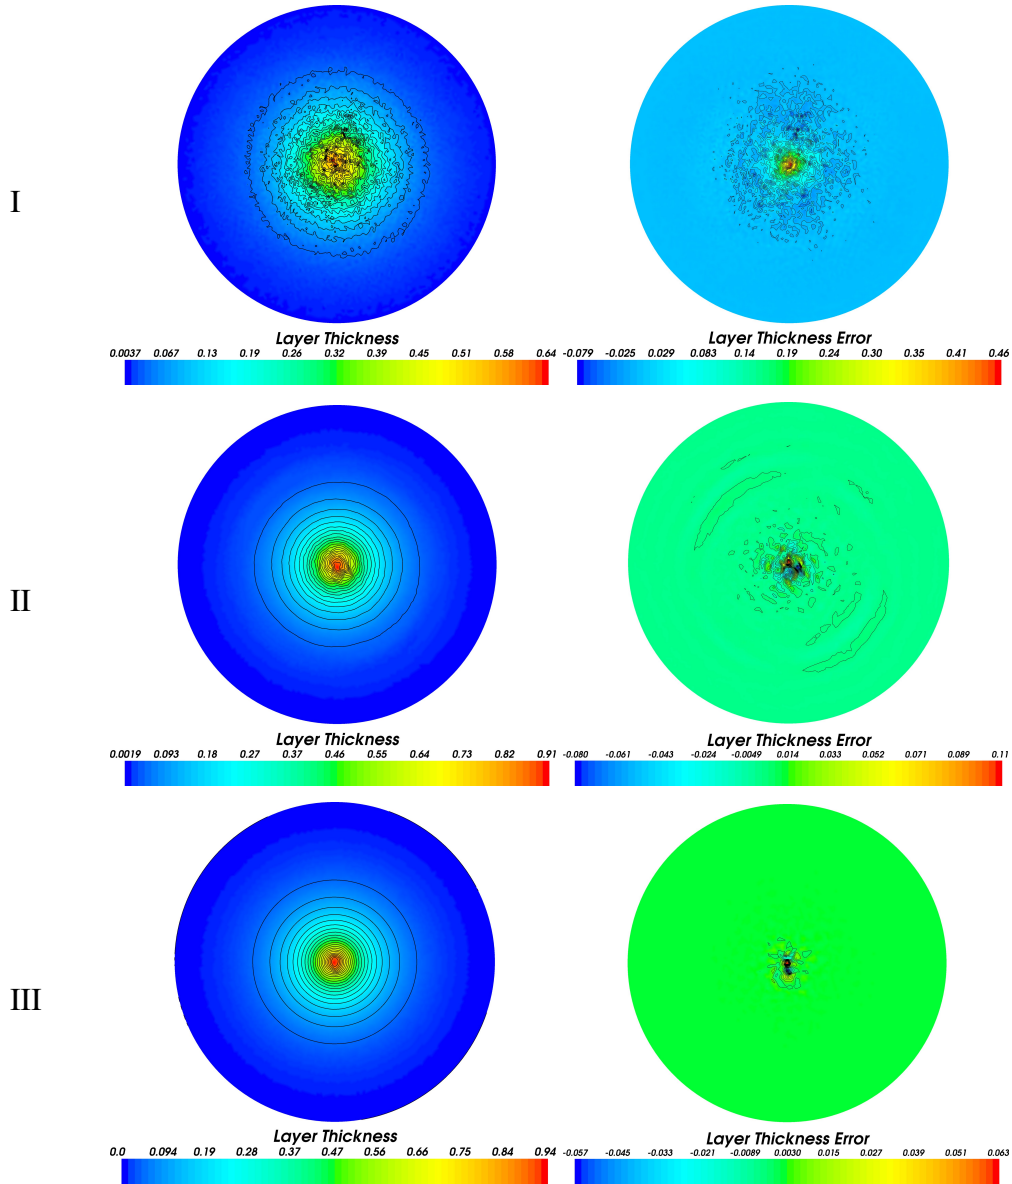 I
Layer Thickness
0.0037 0.067 0.13 0.19 0.26 0.32 0.39 0.45 0.51 0.58 0.64
Layer Thickness Error
-0.079 -0.025 0.029 0.083 0.14 0.19 0.24 0.30 0.35 0.41 0.46
II
Layer Thickness
0.0019 0.093 0.18 0.27 0.37 0.46 0.55 0.64 0.73 0.82 0.91
Layer Thickness Error
-0.080 -0.061 -0.043 -0.024 -0.0049 0.014 0.033 0.052 0.071 0.089 0.11
III
Layer Thickness
0.0 0.094 0.19 0.28 0.37 0.47 0.56 0.66 0.75 0.84 0.94
Layer Thickness Error
-0.057 -0.045 -0.033 -0.021 -0.0089 0.0030 0.015 0.027 0.039 0.051 0.063